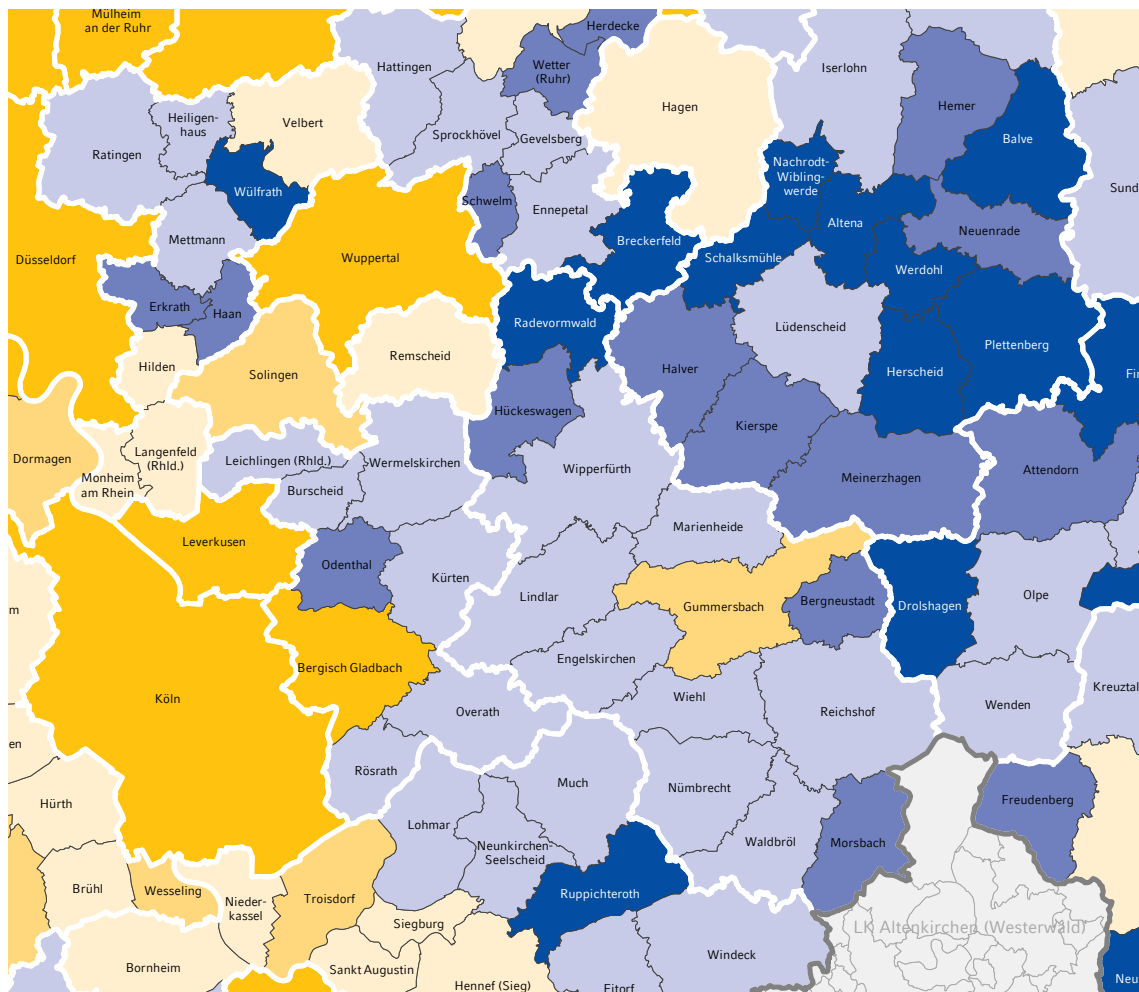 Mülheim
an der Ruhr
Herdecke
Hattingen
Wetter
(Ruhr)
Iserlohn
Hagen
Hemer
Heiligen-
haus
Velbert
Sprockhövel
Gevelsberg
Balve
Ratingen
Nachrodt-
Wibling-
werde
Wülfrath
Sund
Schwelm
Ennepetal
Altena
Mettmann
Breckerfeld
Neuenrade
Düsseldorf
Wuppertal
Schalksmühle
Werdohl
Erkrath
Haan
Radevormwald
Lüdenscheid
Plettenberg
Remscheid
Hilden
Solingen
Halver
Herscheid
Fin
Hückeswagen
Kierspe
Dormagen
Langenfeld
(Rhld.)
Leichlingen (Rhld.)
Wermelskirchen
Wipperfürth
Attendorn
Monheim
am Rhein
Burscheid
Meinerzhagen
Marienheide
Leverkusen
Odenthal
Kürten
Lindlar
Gummersbach
Bergneustadt
Drolshagen
Olpe
m
Engelskirchen
Bergisch Gladbach
Köln
Wiehl
Kreuztal
Overath
Reichshof
Wenden
en
Rösrath
Much
Nümbrecht
Hürth
Freudenberg
Lohmar
Neunkirchen-
Seelscheid
Waldbröl
Morsbach
Brühl
Wesseling
Troisdorf
Ruppichteroth
Nieder-
kassel
Siegburg
LK Altenkirchen (Westerwald)
Windeck
Bornheim
Sankt Augustin
Hennef (Sieg)
Eitorf
Neu